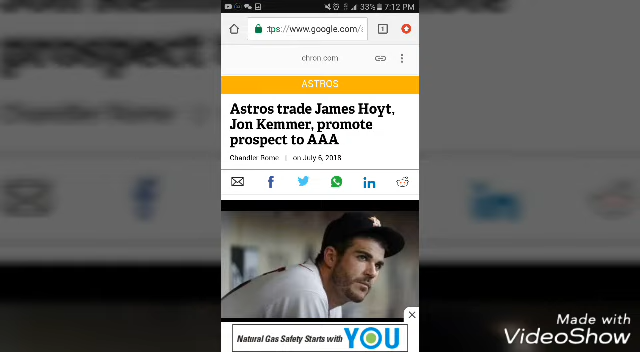 33% 7:12 PM
tps://www.google.com/a
1
chron.com
ASTROS
Astros trade James Hoyt,
Jon Kemmer, promote
prospect to AAA
Chandler Rome | on July 6, 2018
Natural Gas Safety Starts with YOU
Made with
VideoShow